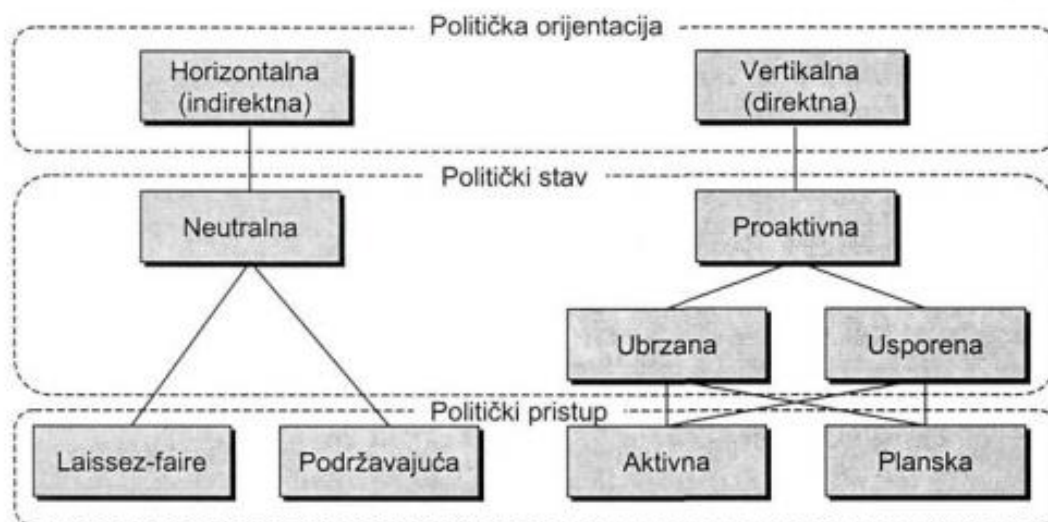 Politička orijentacija
Horizontalna
(indirektna)
Vertikalna
(direktna)
Politički stav
Neutralna
Proaktivna
Ubrzana
Usporena
Politički pristup
Laissez-faire
Podržavajuća
Aktivna
Planska